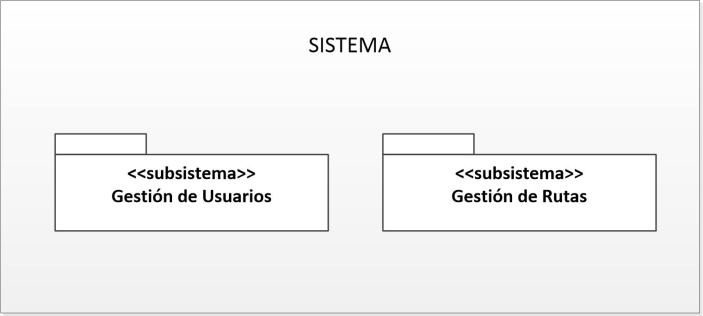 SISTEMA
<<subsistema>>
Gestión de Usuarios
<<subsistema>>
Gestión de Rutas